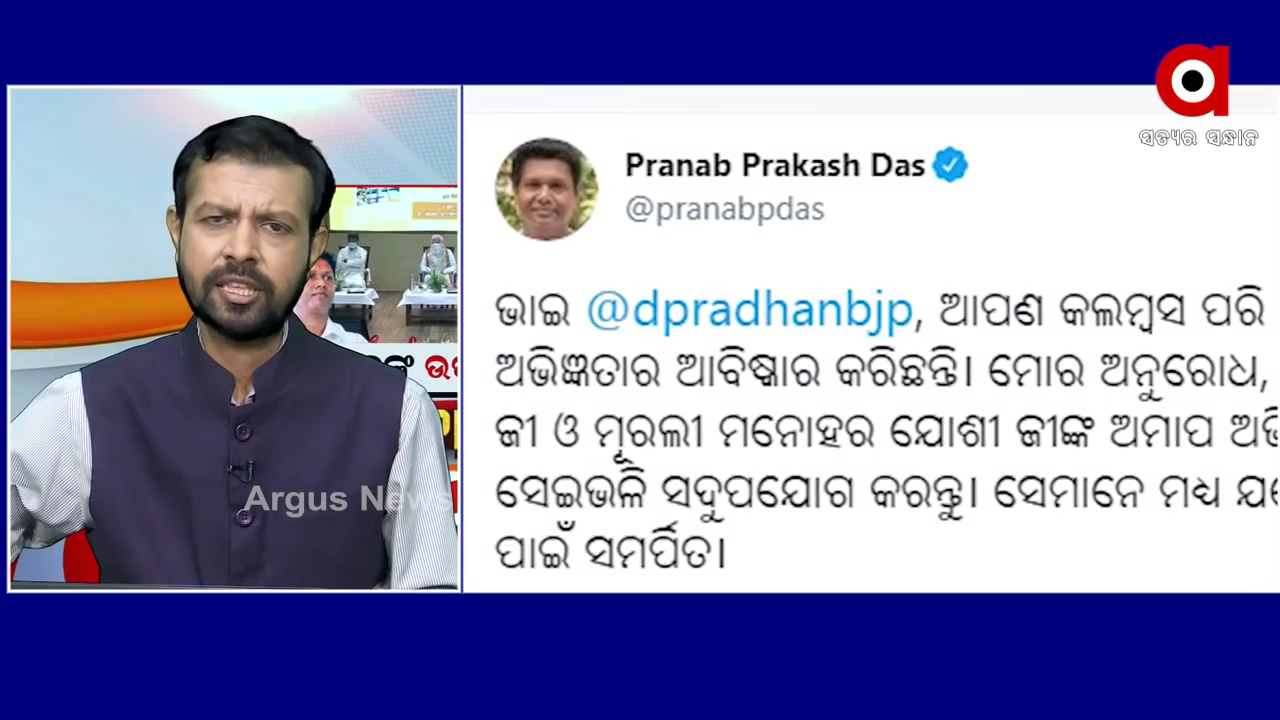 ସତ୍ୟର ସନ୍ଧାନ
Pranab Prakash Das
@pranabpdas
ଭାଇ @dpradhanbjp, ଆପଣ କଲମ୍ବସ ପରି
ଅଭିଜ୍ଞତାର ଆବିଷ୍କାର କରିଛନ୍ତି। ମୋର ଅନୁରୋଧ,
ଜୀ ଓ ମୂରଲୀ ମନୋହର ଯୋଶୀ ଜୀଙ୍କ ଅମାପ
ସେଇଭଳି ସଦୁପଯୋଗ କରନ୍ତୁ। ସେମାନେ ମଧ୍ୟ
ପାଇଁ ସମର୍ପିତ।
Argus News